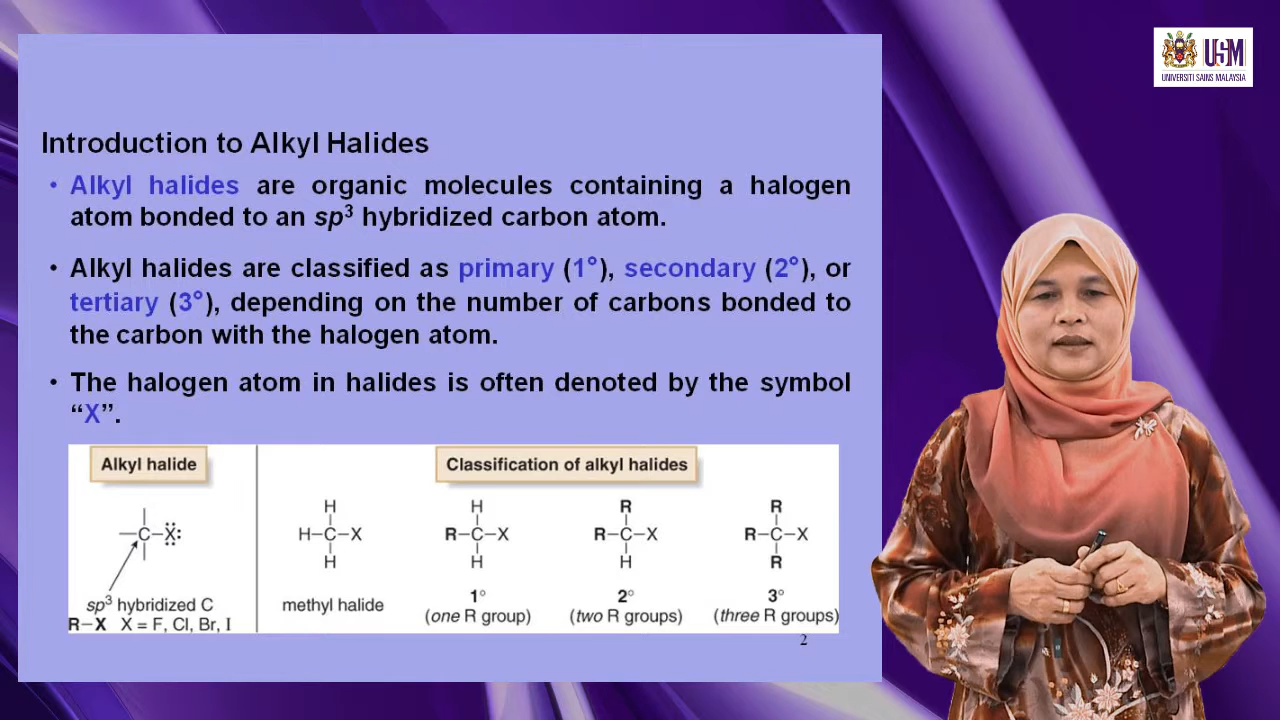 USM
UNIVERSITI SAINS MALAYSIA
Introduction to Alkyl Halides
• Alkyl halides are organic molecules containing a halogen
atom bonded to an sp³ hybridized carbon atom.
• Alkyl halides are classified as primary (1°), secondary (2°), or
tertiary (3°), depending on the number of carbons bonded to
the carbon with the halogen atom.
• The halogen atom in halides is often denoted by the symbol
“X”.
Alkyl halide
C–X
sp³ hybridized C
R–X X = F, Cl, Br, I
Classification of alkyl halides
H
H–C–X
H
methyl halide
H
R–C–X
H
1°
(one R group)
R
R–C–X
H
2°
(two R groups)
R
R–C–X
R
3°
(three R groups)
2